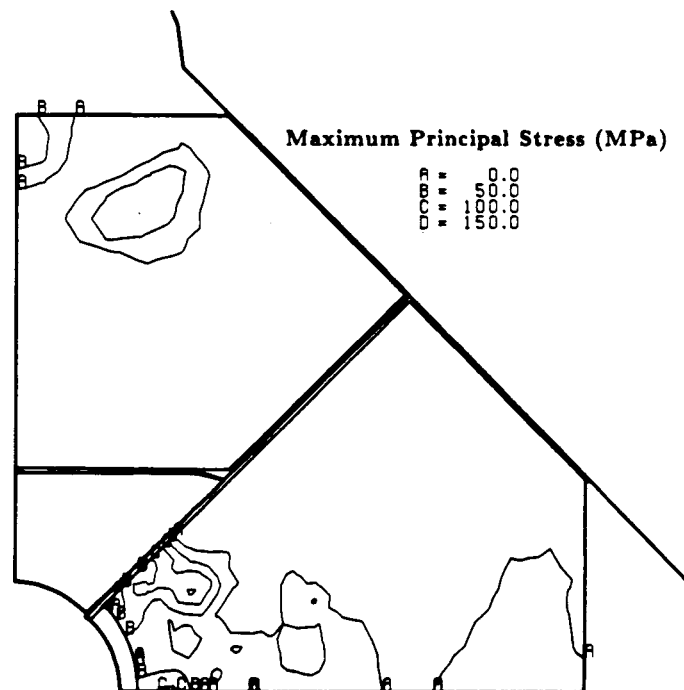 B A
Maximum Principal Stress (MPa)
A = 0.0
B = 50.0
C = 100.0
D = 150.0
B
A
A
B
B
A
B
C B A A
A
A